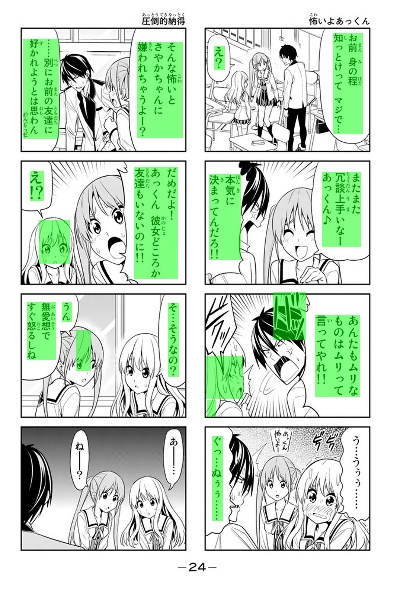 怖いよあっくん
お前 身の程
知っとけって マジで…
え?
またまた
冗談上手いなー
あっくん♪
本気に
決まってんだろ!!
あんたもムリな
ものはムリって
言ってやれ!!
う…うぅぅ…
ぐっ…ぬぅぅ……
圧倒的納得
そんな怖いと
さやかちゃんに
嫌われちゃうよー?
……別にお前の友達に
好かれようとは思わん
だめだよ!
あっくん 彼女どころか
友達もいないのに!!
え!?
そ…そうなの?
うん
無愛想で
すぐ怒るしね
あ…!
ね?
—24—